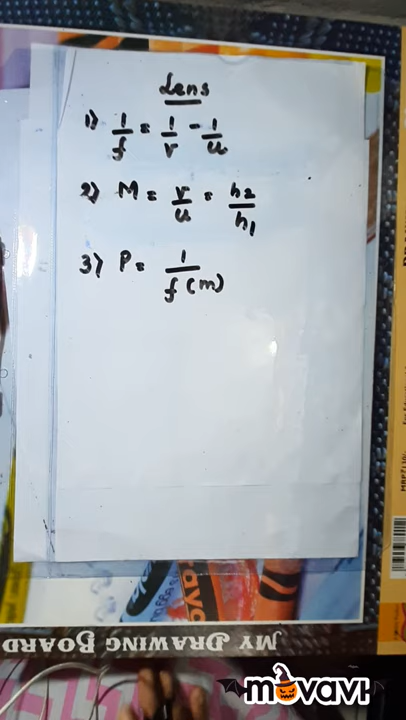 Lens
1) 1/f = 1/v - 1/u
2) M = v/u = h2/h1
3) P = 1/f(m)
MY DRAWING BOARD
movavi